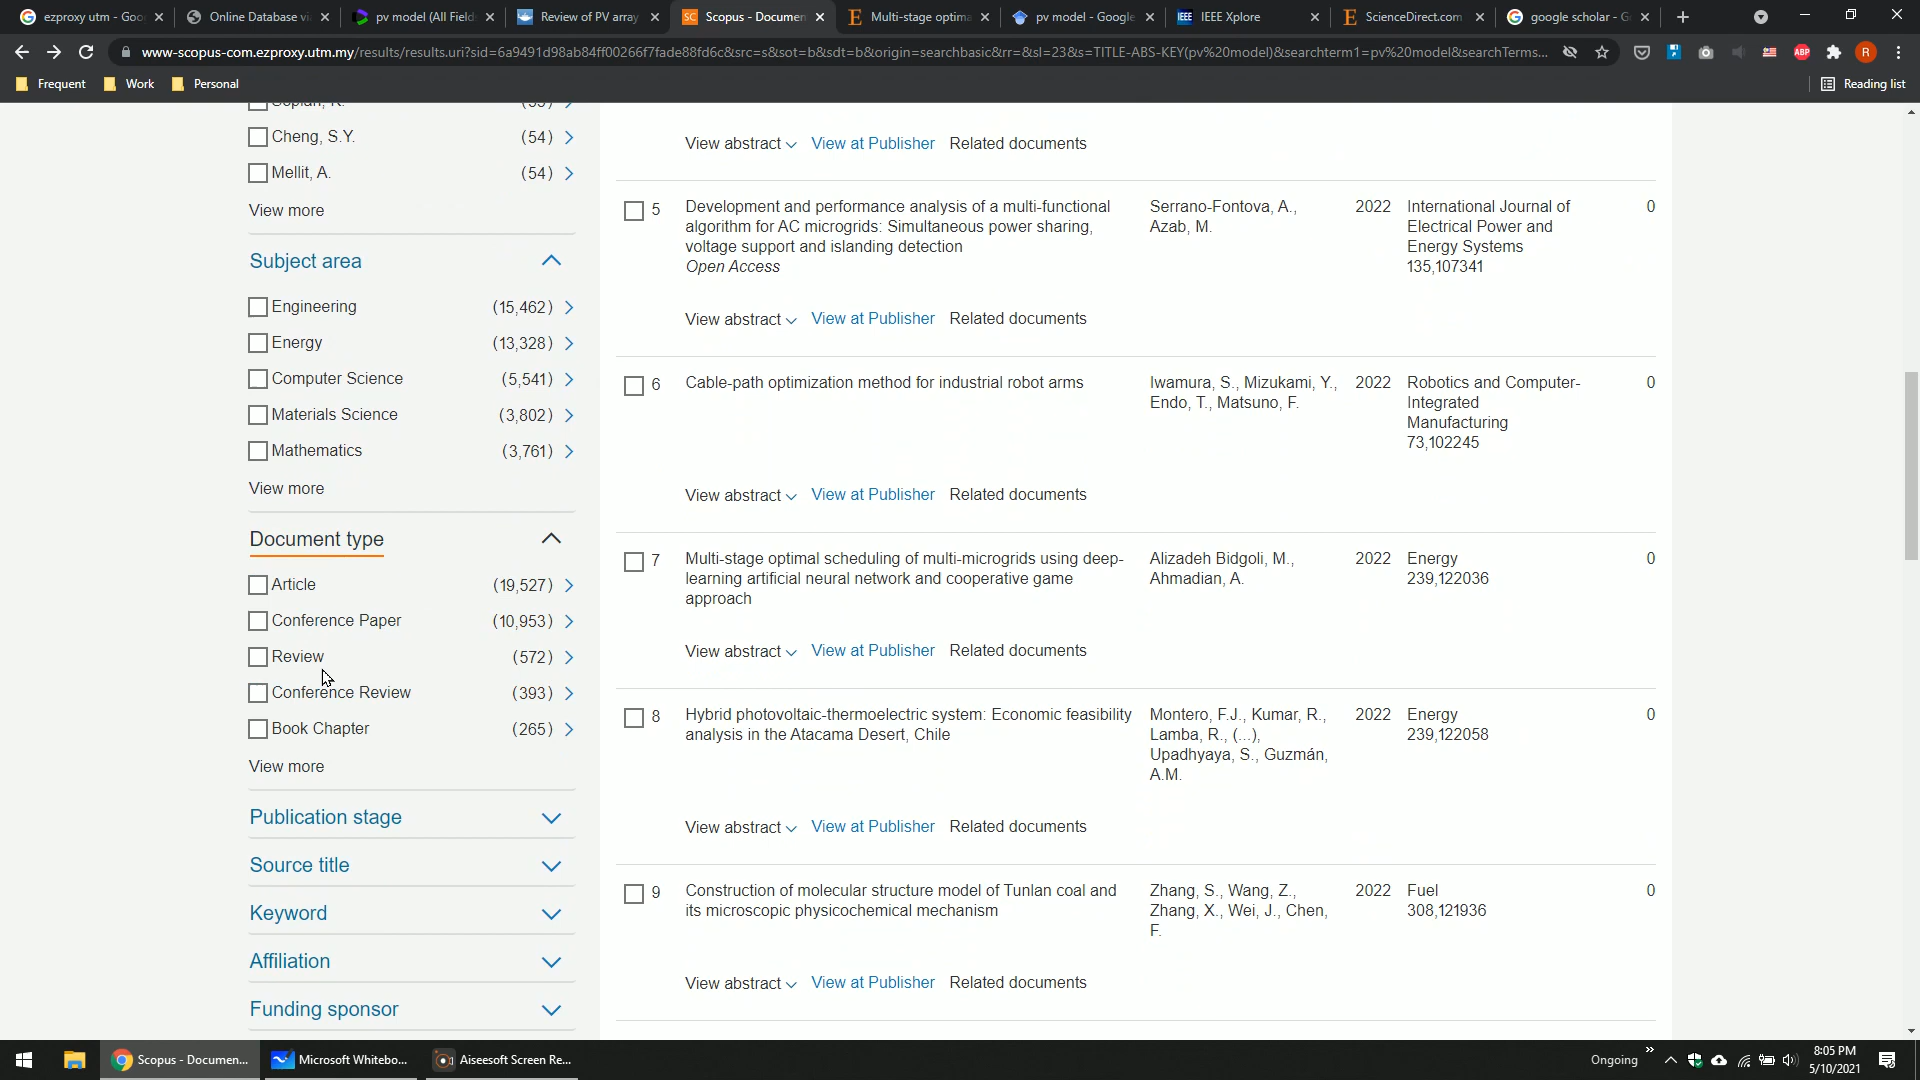 ezproxy utm - Goo
Online Database vi
pv model (All Field
Review of PV array
Scopus - Documen
Multi-stage optima
pv model - Google
IEEE Xplore
ScienceDirect.com
google scholar - G
www-scopus-com.ezproxy.utm.my/results/results.uri?sid=6a9491d98ab84ff00266f7fade88fd6c&src=s&sot=b&sdt=b&origin=searchbasic&rr=&sl=23&s=TITLE-ABS-KEY(pv%20model)&searchterm1=pv%20model&searchTerms...
Frequent
Work
Personal
Reading list
Cheng, S.Y. (54)
Mellit, A. (54)
View more
Subject area
Engineering (15,462)
Energy (13,328)
Computer Science (5,541)
Materials Science (3,802)
Mathematics (3,761)
View more
Document type
Article (19,527)
Conference Paper (10,953)
Review (572)
Conference Review (393)
Book Chapter (265)
View more
Publication stage
Source title
Keyword
Affiliation
Funding sponsor
View abstract View at Publisher Related documents
5 Development and performance analysis of a multi-functional Serrano-Fontova, A., 2022 International Journal of 0
algorithm for AC microgrids: Simultaneous power sharing, Azab, M. Electrical Power and
voltage support and islanding detection Energy Systems
Open Access 135,107341
View abstract View at Publisher Related documents
6 Cable-path optimization method for industrial robot arms Iwamura, S., Mizukami, Y., 2022 Robotics and Computer- 0
Endo, T., Matsuno, F. Integrated
Manufacturing
73,102245
View abstract View at Publisher Related documents
7 Multi-stage optimal scheduling of multi-microgrids using deep- Alizadeh Bidgoli, M., 2022 Energy 0
learning artificial neural network and cooperative game Ahmadian, A. 239,122036
approach
View abstract View at Publisher Related documents
8 Hybrid photovoltaic-thermoelectric system: Economic feasibility Montero, F.J., Kumar, R., 2022 Energy 0
analysis in the Atacama Desert, Chile Lamba, R., (...), 239,122058
Upadhyaya, S., Guzmán,
A.M.
View abstract View at Publisher Related documents
9 Construction of molecular structure model of Tunlan coal and Zhang, S., Wang, Z., 2022 Fuel 0
its microscopic physicochemical mechanism Zhang, X., Wei, J., Chen, 308,121936
F.
View abstract View at Publisher Related documents
Scopus - Documen...
Microsoft Whitebo...
Aiseesoft Screen Re...
Ongoing
8:05 PM
5/10/2021